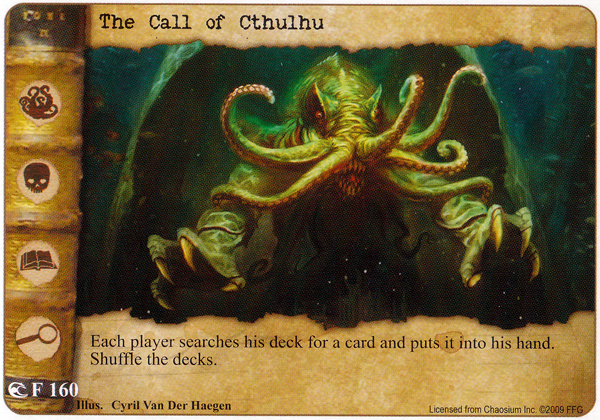 The Call of Cthulhu
Each player searches his deck for a card and puts it into his hand.
Shuffle the decks.
F 160
Illus. Cyril Van Der Haegen
Licensed from Chaosium Inc. ©2009 FFG